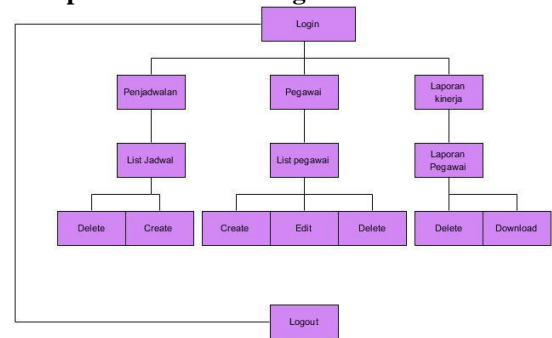 Login
Penjadwalan
Pegawai
Laporan
kinerja
List Jadwal
List pegawai
Laporan
Pegawai
Delete
Create
Create
Edit
Delete
Delete
Download
Logout